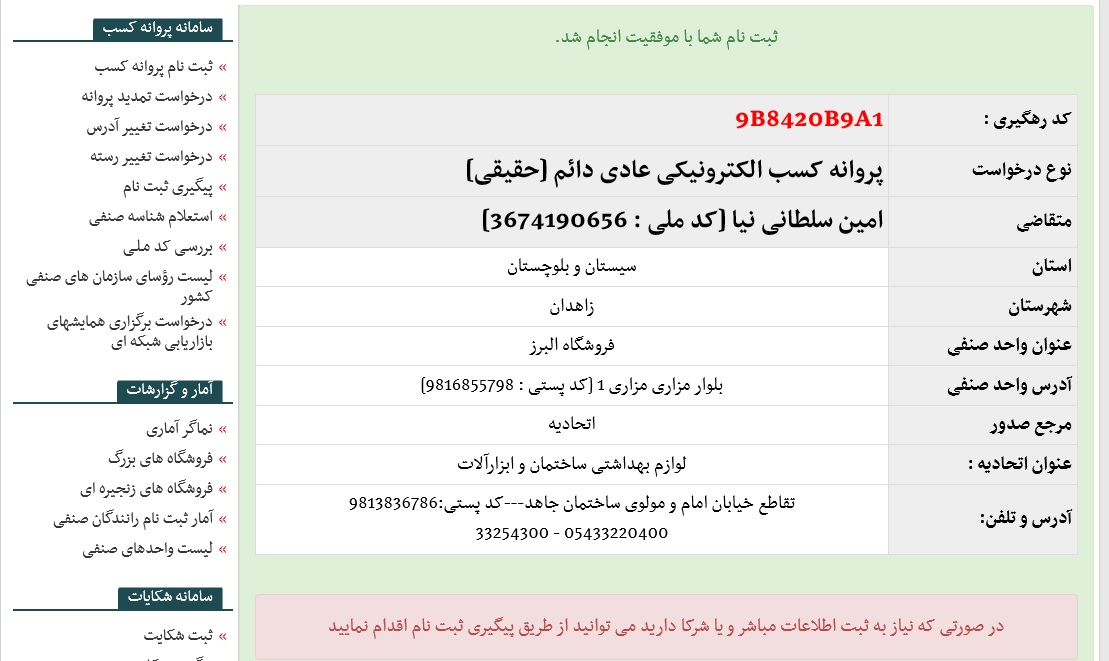 سامانه پروانه کسب
» ثبت نام پروانه کسب
» درخواست تمدید پروانه
» درخواست تغییر آدرس
» درخواست تغییر رسته
» پیگیری ثبت نام
» استعلام شناسه صنفی
» بررسی کد ملی
» لیست رؤسای سازمان های صنفی
کشور
» درخواست برگزاری همایشهای
بازاریابی شبکه ای
آمار و گزارشات
» نماگر آماری
» فروشگاه های بزرگ
» فروشگاه های زنجیره ای
» آمار ثبت نام رانندگان صنفی
» لیست واحدهای صنفی
سامانه شکایات
» ثبت شکایت
ثبت نام شما با موفقیت انجام شد.
کد رهگیری : 9B8420B9A1
نوع درخواست پروانه کسب الکترونیکی عادی دائم (حقیقی)
متقاضی امین سلطانی نیا (کد ملی : 3674190656)
استان سیستان و بلوچستان
شهرستان زاهدان
عنوان واحد صنفی فروشگاه البرز
آدرس واحد صنفی بلوار مزاری مزاری 1 (کد پستی : 9816855798)
مرجع صدور اتحادیه
عنوان اتحادیه : لوازم بهداشتی ساختمان و ابزارآلات
آدرس و تلفن: تقاطع خیابان امام و مولوی ساختمان جاهد---کد پستی:9813836786
05433220400 - 33254300
در صورتی که نیاز به ثبت اطلاعات مباشر و یا شرکا دارید می توانید از طریق پیگیری ثبت نام اقدام نمایید